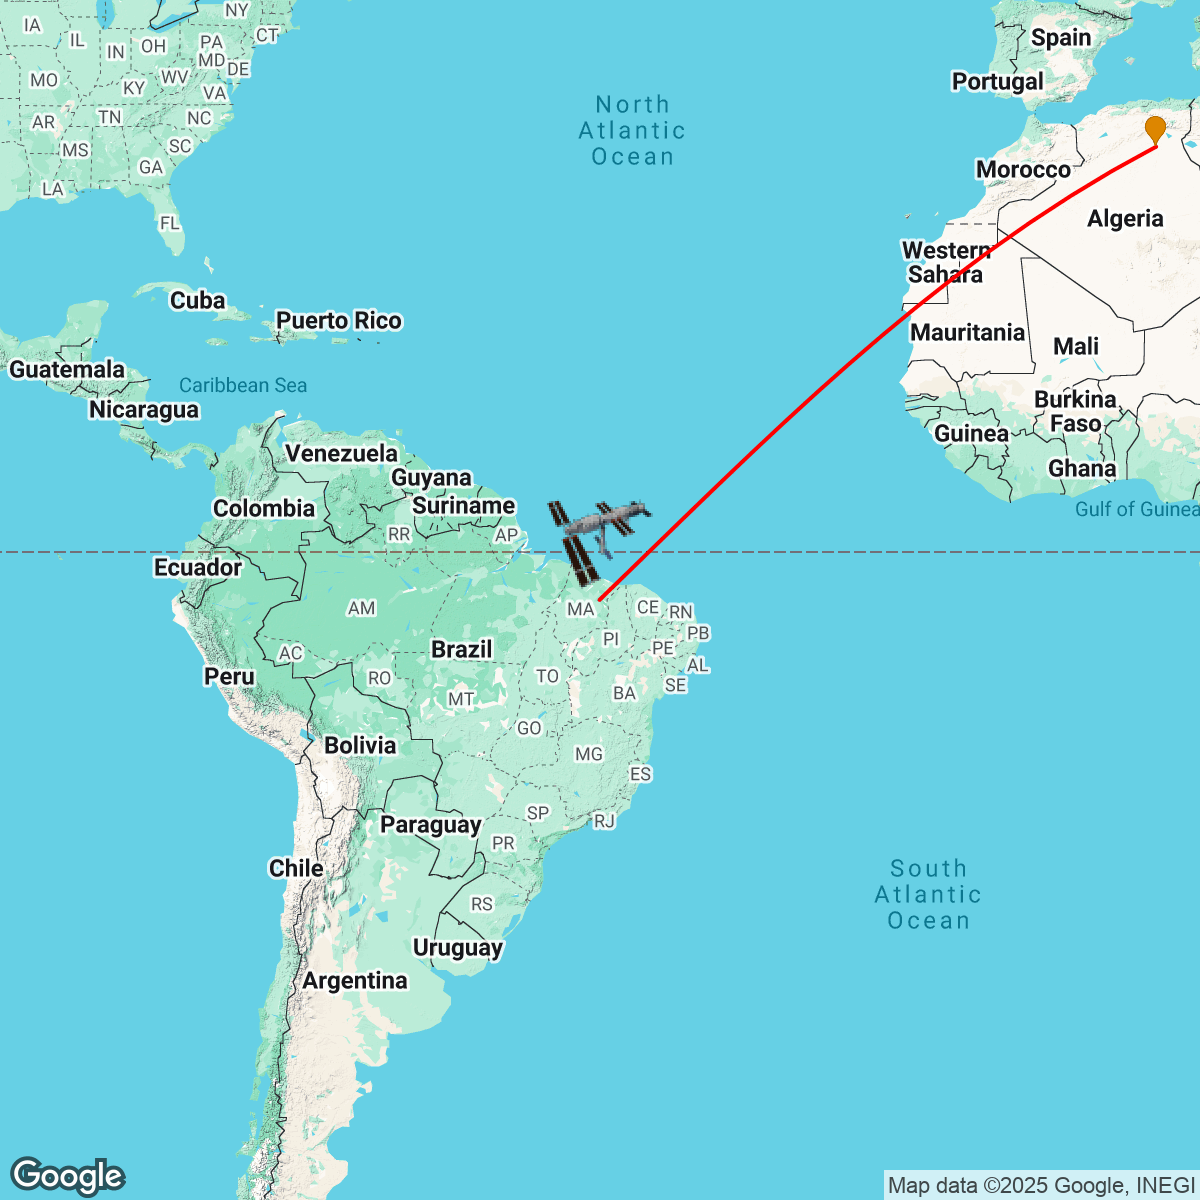 NY
IA
IL
IN
OH
PA
CT
MD
DE
MO
KY
WV
VA
AR
TN
NC
MS
SC
GA
LA
FL
North
Atlantic
Ocean
Spain
Portugal
Morocco
Algeria
Western
Sahara
Mauritania
Mali
Burkina
Faso
Guinea
Ghana
Gulf of Guinea
Cuba
Puerto Rico
Guatemala
Caribbean Sea
Nicaragua
Venezuela
Guyana
Suriname
Colombia
RR
AP
Ecuador
AM
MA
CE
RN
PB
PI
PE
AL
SE
Brazil
AC
RO
TO
BA
MT
Peru
GO
MG
Bolivia
ES
SP
RJ
Paraguay
PR
Chile
RS
Uruguay
Argentina
South
Atlantic
Ocean
Google
Map data ©2025 Google, INEGI